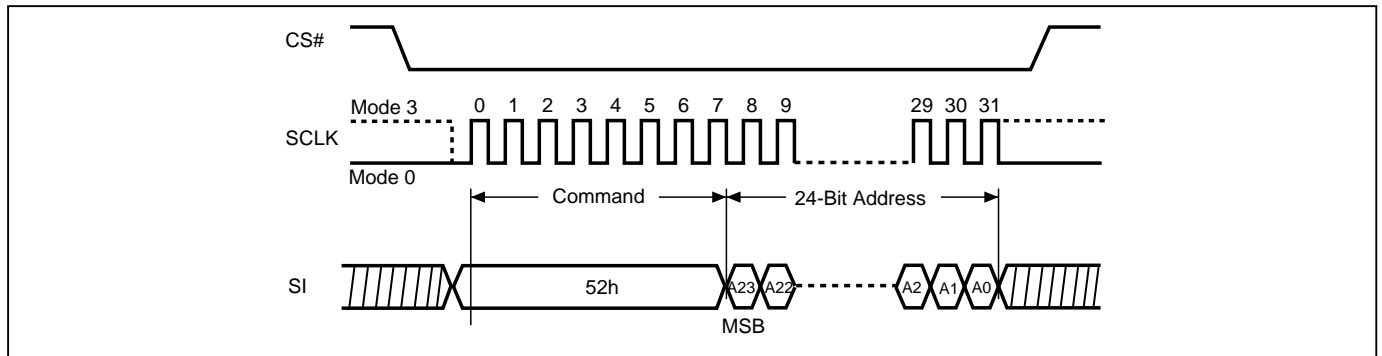 CS#
Mode 3
0 1 2 3 4 5 6 7 8 9 29 30 31
SCLK
Mode 0
Command 24-Bit Address
SI 52h A23 A22 A2 A1 A0
MSB